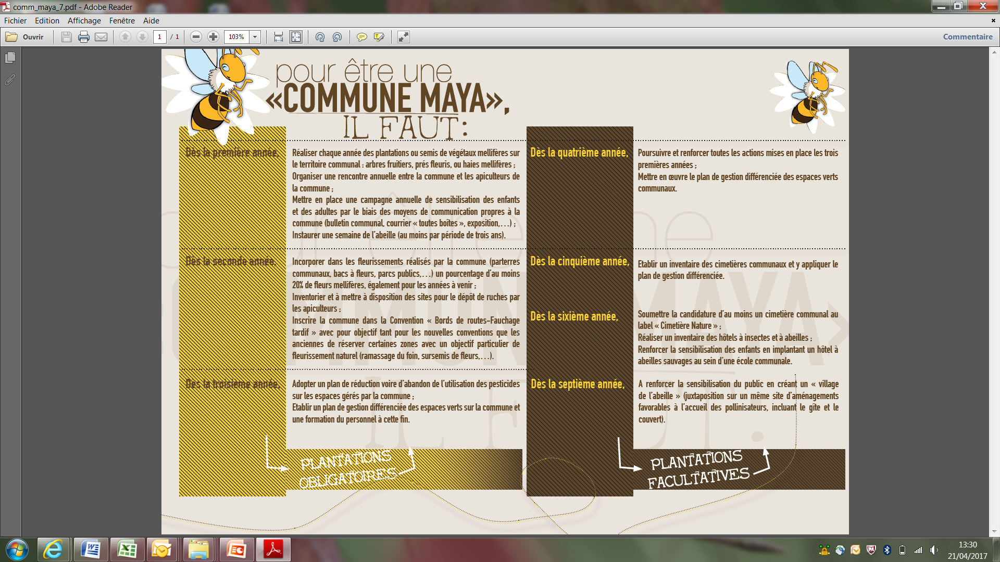 comm_maya_7.pdf - Adobe Reader
Fichier Edition Affichage Fenêtre Aide
Ouvrir
1 / 1
103%
Commentaire
pour être une
«COMMUNE MAYA»,
IL FAUT:
Dès la première année,
Réaliser chaque année des plantations ou semis de végétaux mellifères sur
le territoire communal : arbres fruitiers, prés fleuris, ou haies mellifères ;
Organiser une rencontre annuelle entre la commune et les apiculteurs de
la commune ;
Mettre en place une campagne annuelle de sensibilisation des enfants
et des adultes par le biais des moyens de communication propres à la
commune (bulletin communal, courrier « toutes boîtes », exposition,…) ;
Instaurer une semaine de l'abeille (au moins par période de trois ans).
Dès la seconde année,
Incorporer dans les fleurissements réalisés par la commune (parterres
communaux, bacs à fleurs, parcs publics,…) un pourcentage d'au moins
20% de fleurs mellifères, également pour les années à venir ;
Inventorier et à mettre à disposition des sites pour le dépôt de ruches par
les apiculteurs ;
Inscrire la commune dans la Convention « Bords de routes-Fauchage
tardif » avec pour objectif tant pour les nouvelles conventions que les
anciennes de réserver certaines zones avec un objectif particulier de
fleurissement naturel (ramassage du foin, sursemis de fleurs,…).
Dès la troisième année,
Adopter un plan de réduction voire d'abandon de l'utilisation des pesticides
sur les espaces gérés par la commune ;
Etablir un plan de gestion différenciée des espaces verts sur la commune et
une formation du personnel à cette fin.
PLANTATIONS
OBLIGATOIRES
Dès la quatrième année,
Poursuivre et renforcer toutes les actions mises en place les trois
premières années ;
Mettre en œuvre le plan de gestion différenciée des espaces verts
communaux.
Dès la cinquième année,
Etablir un inventaire des cimetières communaux et y appliquer le
plan de gestion différenciée.
Dès la sixième année,
Soumettre la candidature d'au moins un cimetière communal au
label « Cimetière Nature » ;
Réaliser un inventaire des hôtels à insectes et à abeilles ;
Renforcer la sensibilisation des enfants en implantant un hôtel à
abeilles sauvages au sein d'une école communale.
Dès la septième année,
A renforcer la sensibilisation du public en créant un « village
de l'abeille » (juxtaposition sur un même site d'aménagements
favorables à l'accueil des pollinisateurs, incluant le gîte et le
couvert).
PLANTATIONS
FACULTATIVES
13:30
21/04/2017